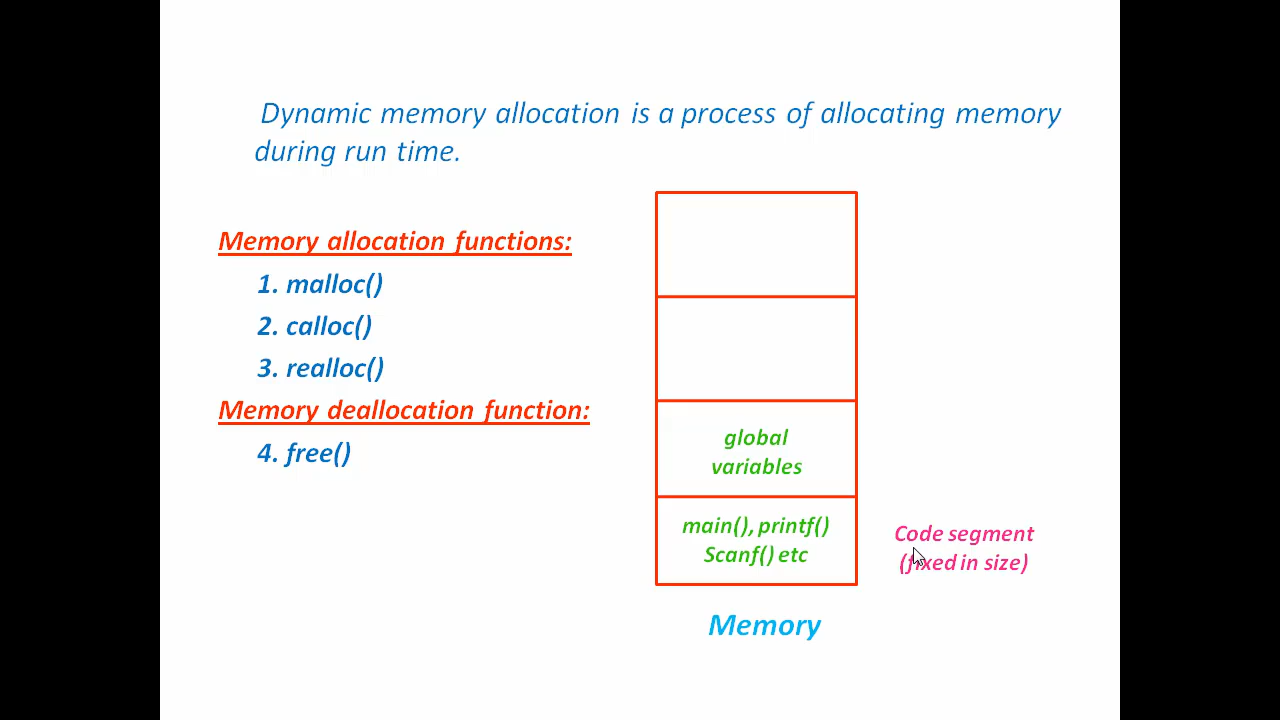 Dynamic memory allocation is a process of allocating memory
during run time.
Memory allocation functions:
1. malloc()
2. calloc()
3. realloc()
Memory deallocation function:
4. free()
global
variables
main(), printf()
Scanf() etc
Code segment
(fixed in size)
Memory